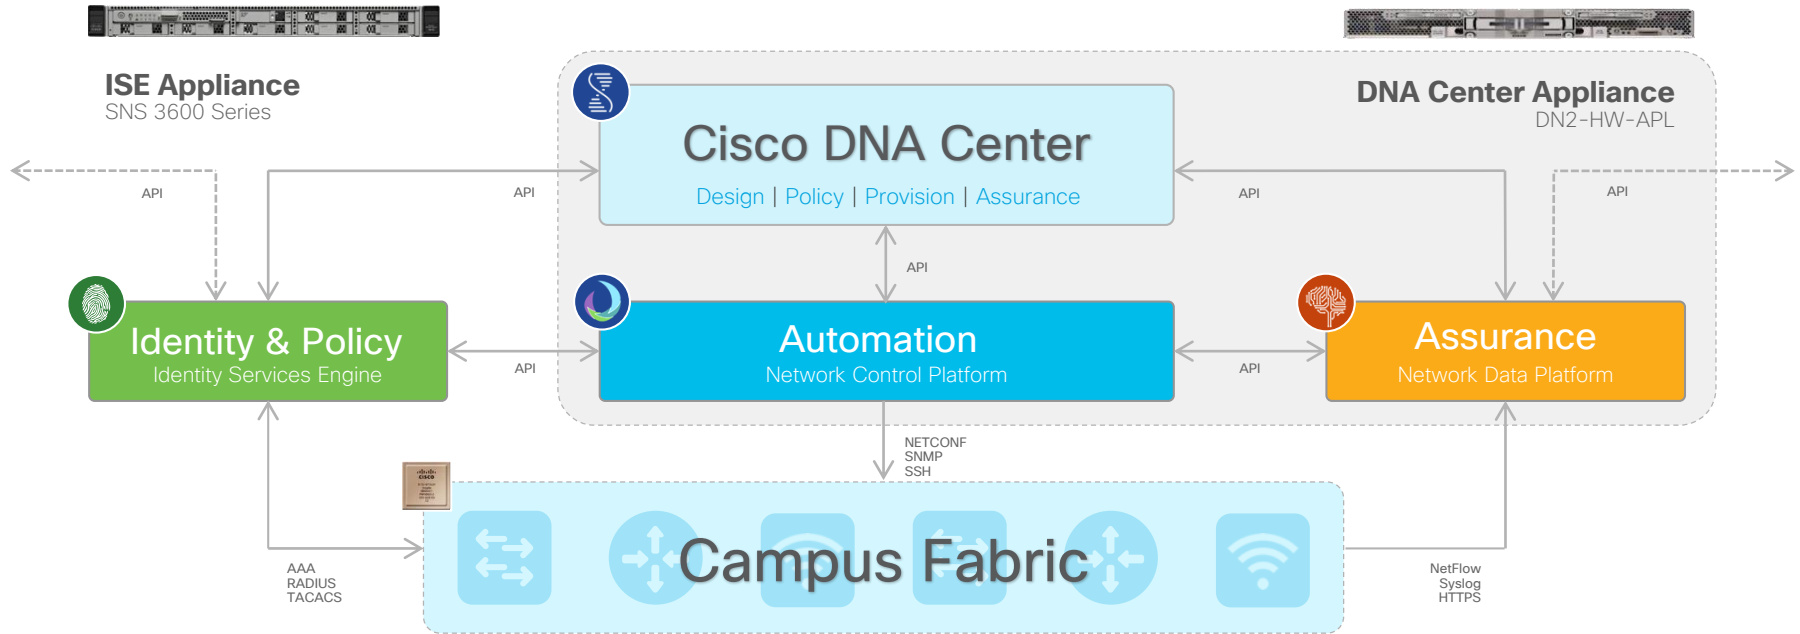 ISE Appliance
SNS 3600 Series
DNA Center Appliance
DN2-HW-APL
Cisco DNA Center
Design | Policy | Provision | Assurance
API
API
API
API
API
Identity & Policy
Identity Services Engine
API
Automation
Network Control Platform
API
Assurance
Network Data Platform
NETCONF
SNMP
SSH
CISCO
Campus Fabric
AAA
RADIUS
TACACS
NetFlow
Syslog
HTTPS